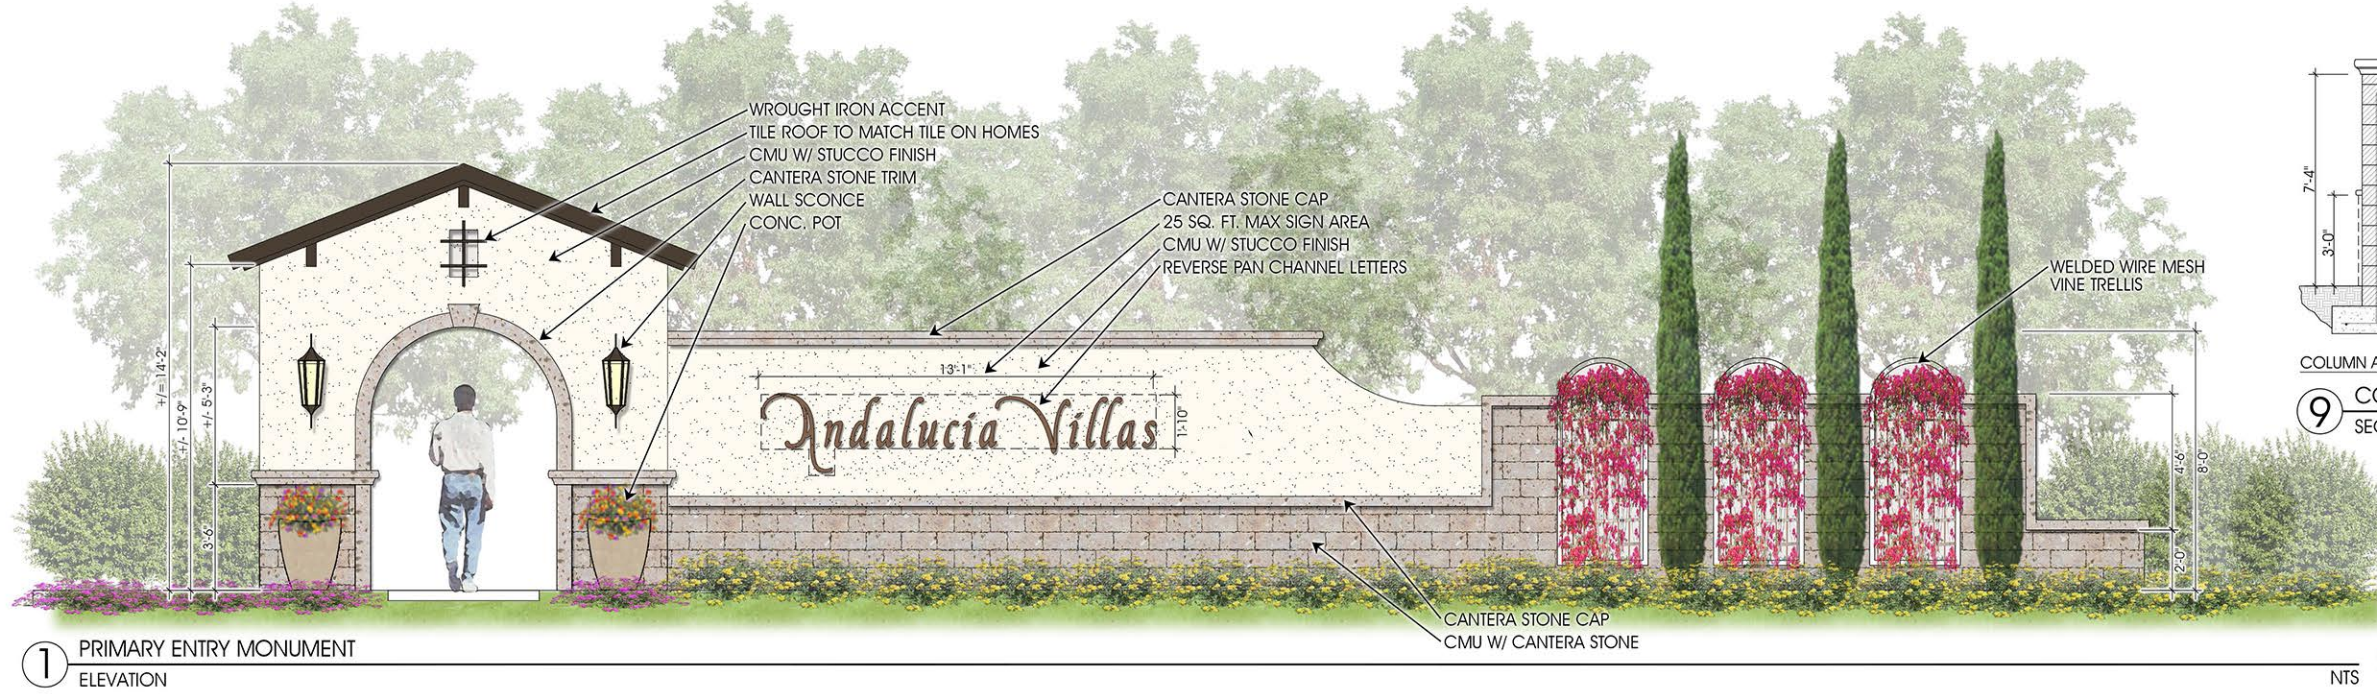 WROUGHT IRON ACCENT
TILE ROOF TO MATCH TILE ON HOMES
CMU W/ STUCCO FINISH
CANTERA STONE TRIM
WALL SCONCE
CONC. POT
CANTERA STONE CAP
25 SQ. FT. MAX SIGN AREA
CMU W/ STUCCO FINISH
REVERSE PAN CHANNEL LETTERS
WELDED WIRE MESH
VINE TRELLIS
+/= 14'-2"
+/- 10'-9"
+/- 5'-3"
3'-6"
13'-1"
1'-10"
Andalucía Villas
4'-6"
8'-0"
2'-0"
7'-4"
3'-0"
COLUMN A
9
CO
SEC
CANTERA STONE CAP
CMU W/ CANTERA STONE
1
PRIMARY ENTRY MONUMENT
ELEVATION
NTS